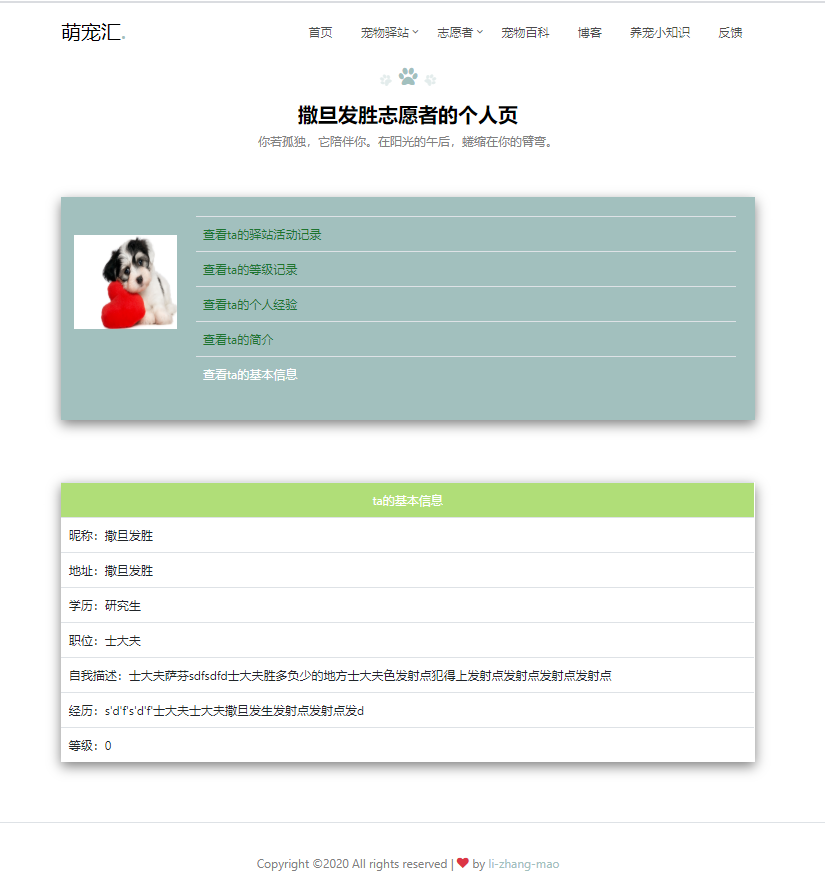 萌宠汇.
首页 宠物驿站 志愿者 宠物百科 博客 养宠小知识 反馈
撒旦发胜志愿者的个人页
你若孤独，它陪伴你。在阳光的午后，蜷缩在你的臂弯。
查看ta的驿站活动记录
查看ta的等级记录
查看ta的个人经验
查看ta的简介
查看ta的基本信息
ta的基本信息
昵称：撒旦发胜
地址：撒旦发胜
学历：研究生
职位：士大夫
自我描述：士大夫萨芬sdfsdfd士大夫胜多负少的地方士大夫色发射点犯得上发射点发射点发射点发射点
经历：s'd'f's'd'f'士大夫士大夫撒旦发生发射点发射点发d
等级：0
Copyright ©2020 All rights reserved | ❤ by li-zhang-mao